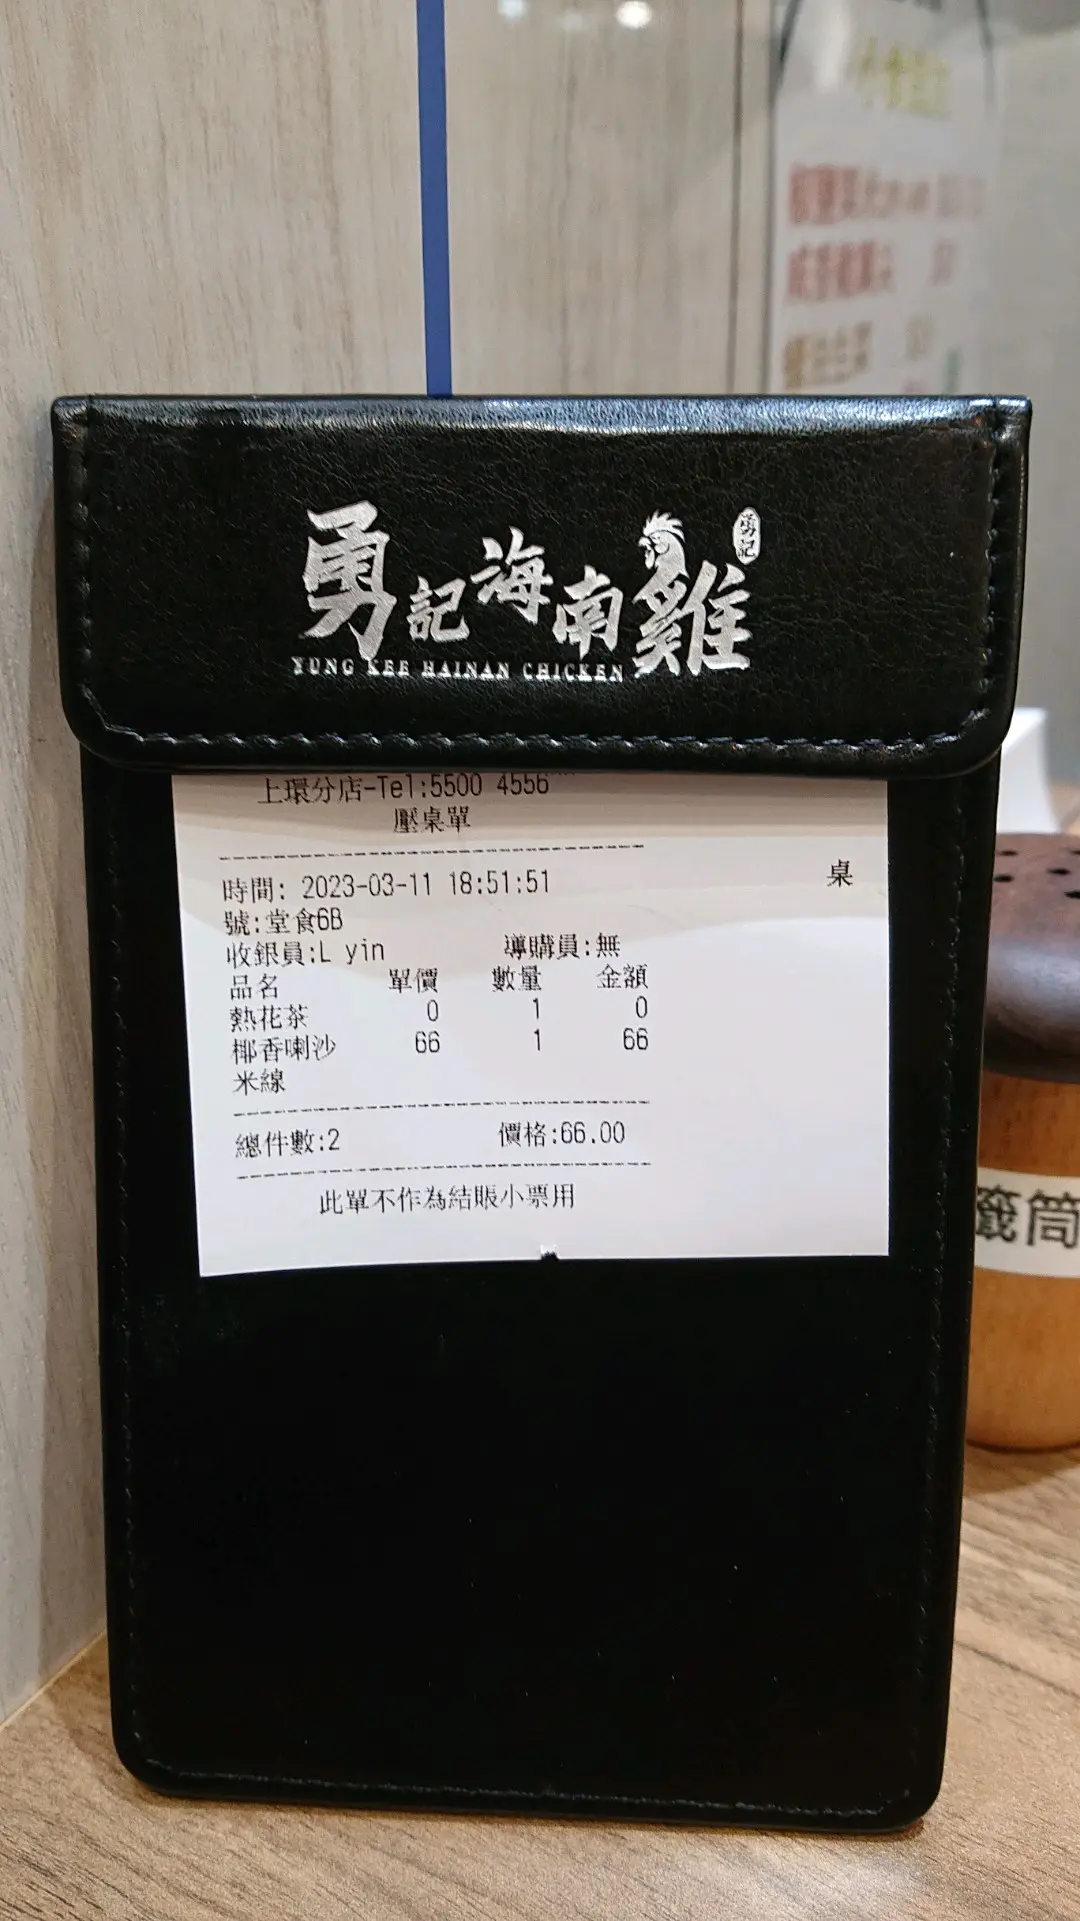 勇記海南雞
勇記
YUNG KEE HAINAN CHICKEN
上環分店-Tel:5500 4556
壓桌單
時間: 2023-03-11 18:51:51 桌
號:堂食6B
收銀員:L yin 導購員:無
品名 單價 數量 金額
熱花茶 0 1 0
椰香喇沙 66 1 66
米線
總件數:2 價格:66.00
此單不作為結賬小票用
籤筒